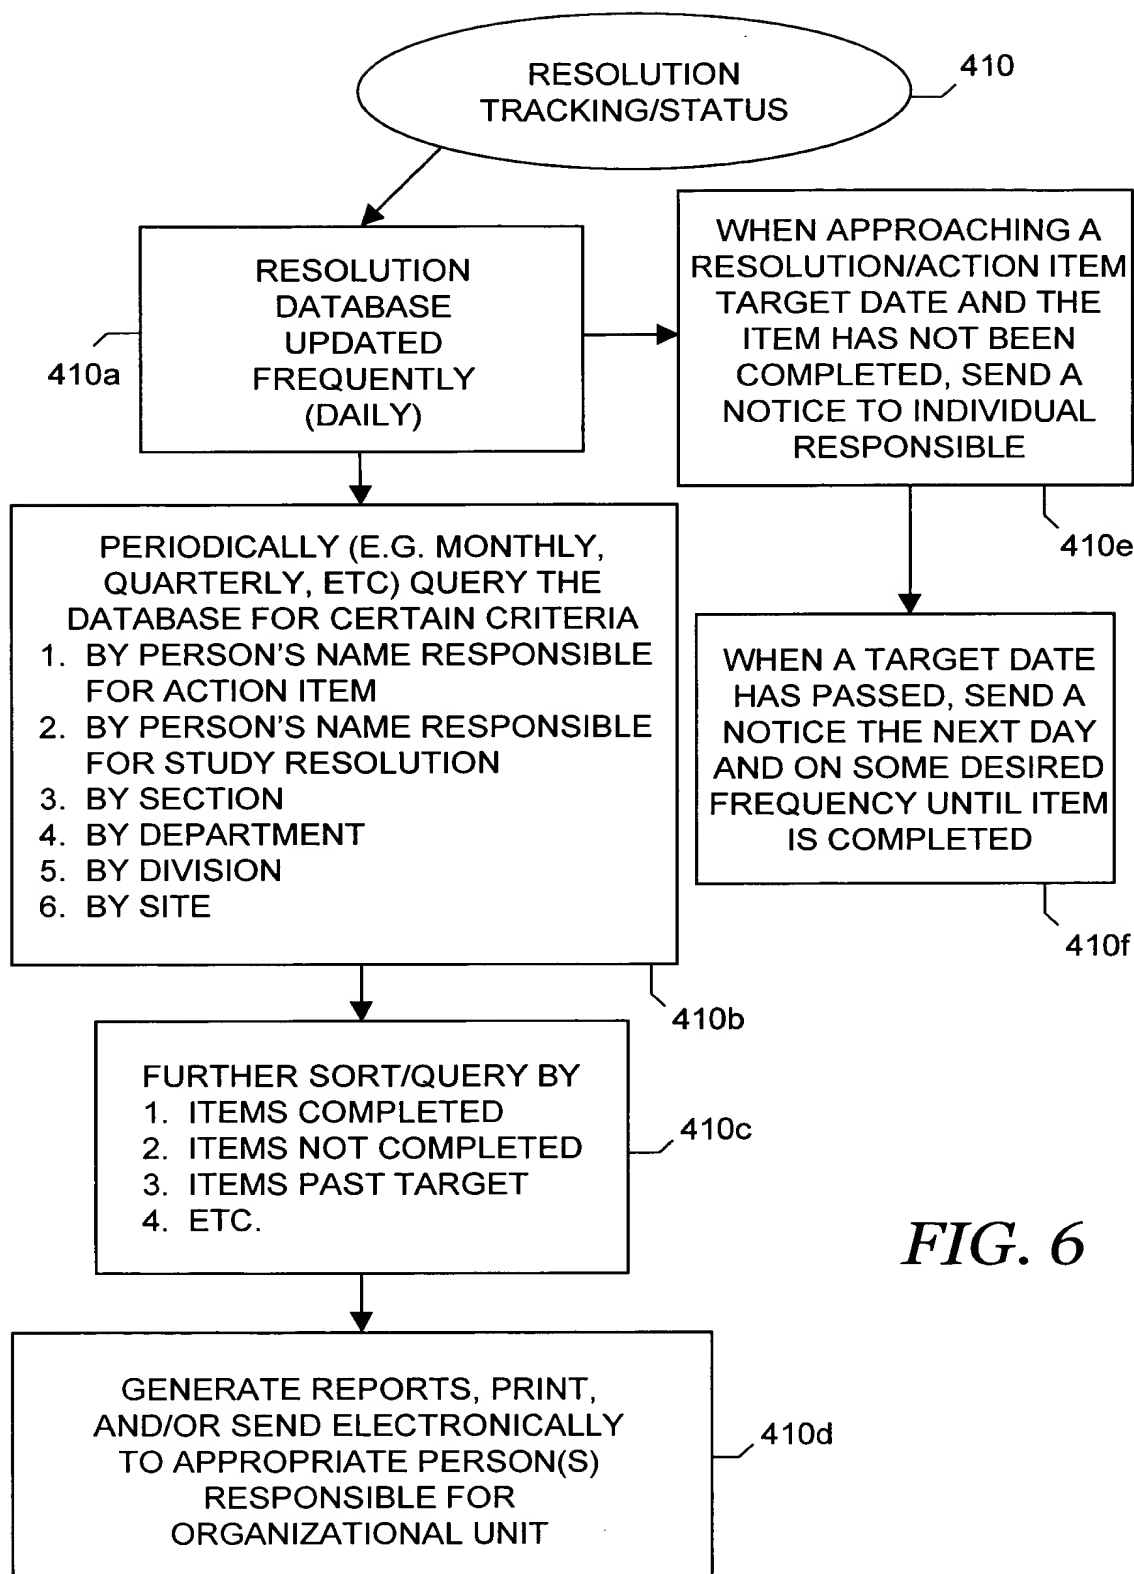 RESOLUTION
TRACKING/STATUS
410
RESOLUTION
DATABASE
UPDATED
FREQUENTLY
(DAILY)
410a
WHEN APPROACHING A
RESOLUTION/ACTION ITEM
TARGET DATE AND THE
ITEM HAS NOT BEEN
COMPLETED, SEND A
NOTICE TO INDIVIDUAL
RESPONSIBLE
410e
PERIODICALLY (E.G. MONTHLY,
QUARTERLY, ETC) QUERY THE
DATABASE FOR CERTAIN CRITERIA
1. BY PERSON'S NAME RESPONSIBLE
FOR ACTION ITEM
2. BY PERSON'S NAME RESPONSIBLE
FOR STUDY RESOLUTION
3. BY SECTION
4. BY DEPARTMENT
5. BY DIVISION
6. BY SITE
410b
WHEN A TARGET DATE
HAS PASSED, SEND A
NOTICE THE NEXT DAY
AND ON SOME DESIRED
FREQUENCY UNTIL ITEM
IS COMPLETED
410f
FURTHER SORT/QUERY BY
1. ITEMS COMPLETED
2. ITEMS NOT COMPLETED
3. ITEMS PAST TARGET
4. ETC.
410c
FIG. 6
GENERATE REPORTS, PRINT,
AND/OR SEND ELECTRONICALLY
TO APPROPRIATE PERSON(S)
RESPONSIBLE FOR
ORGANIZATIONAL UNIT
410d